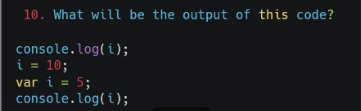 10. What will be the output of this code?
console.log(i);
i = 10;
var i = 5;
console.log(i);